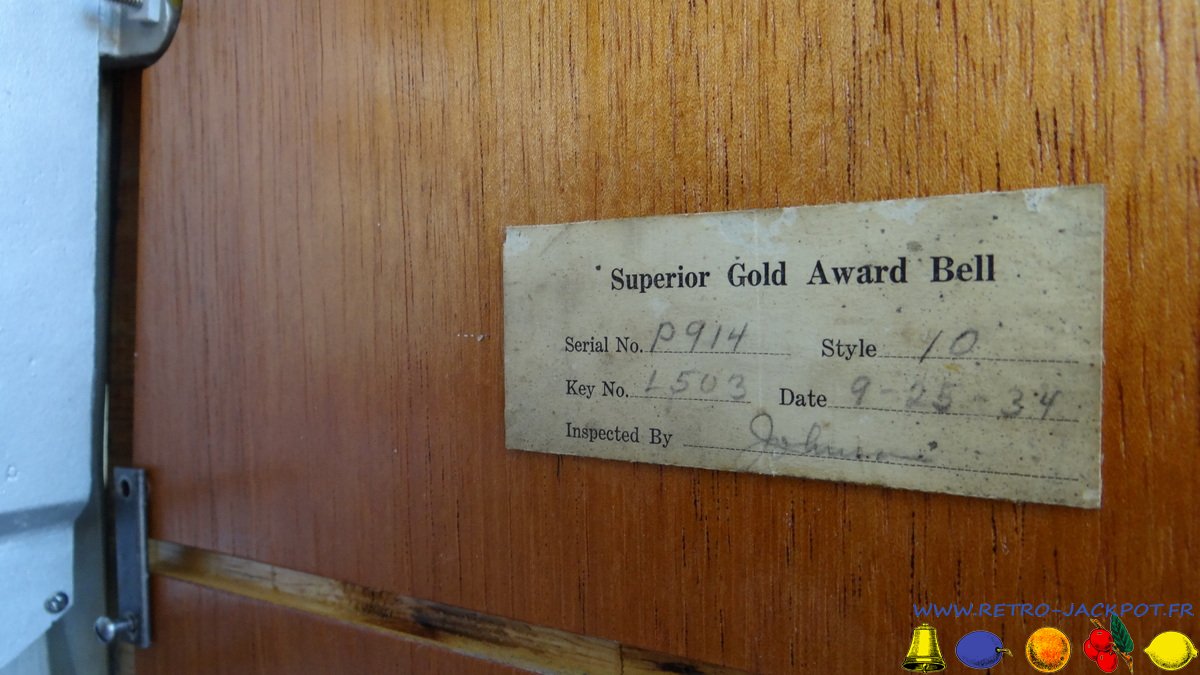 Superior Gold Award Bell
Serial No. P914 Style 10
Key No. L503 Date 9-25-34
Inspected By Johnson
WWW.RETRO-JACKPOT.FR